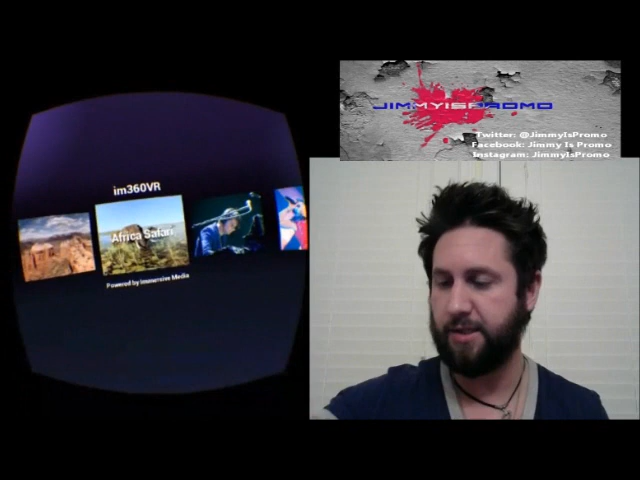 im360VR
Africa Safari
Powered by Immersive Media
JIMMYISPROMO
Twitter: @JimmyIsPromo
Facebook: Jimmy Is Promo
Instagram: JimmyIsPromo